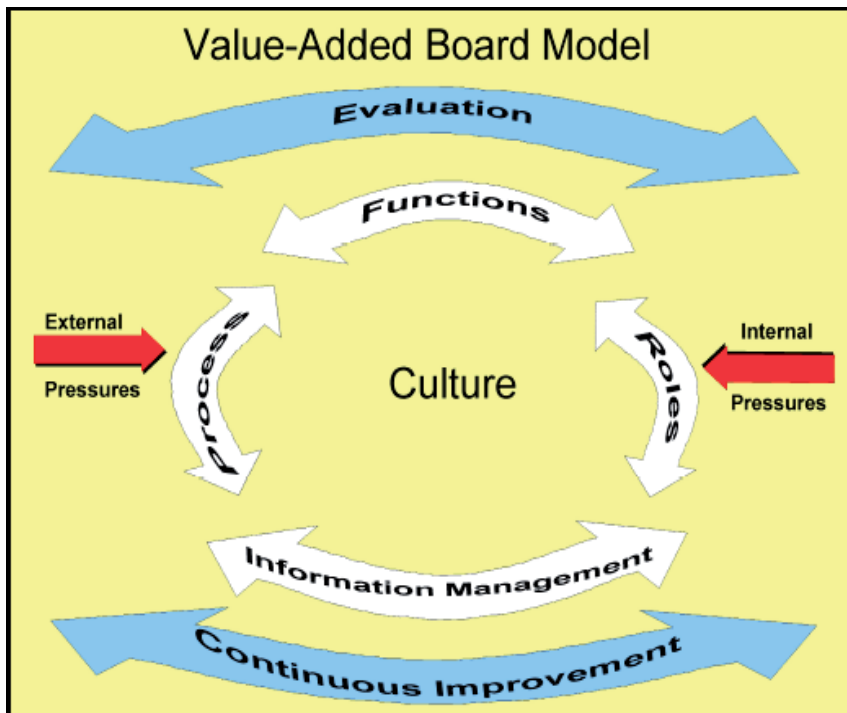 Value-Added Board Model
Evaluation
Functions
External
Pressures
Process
Culture
Roles
Internal
Pressures
Information Management
Continuous Improvement